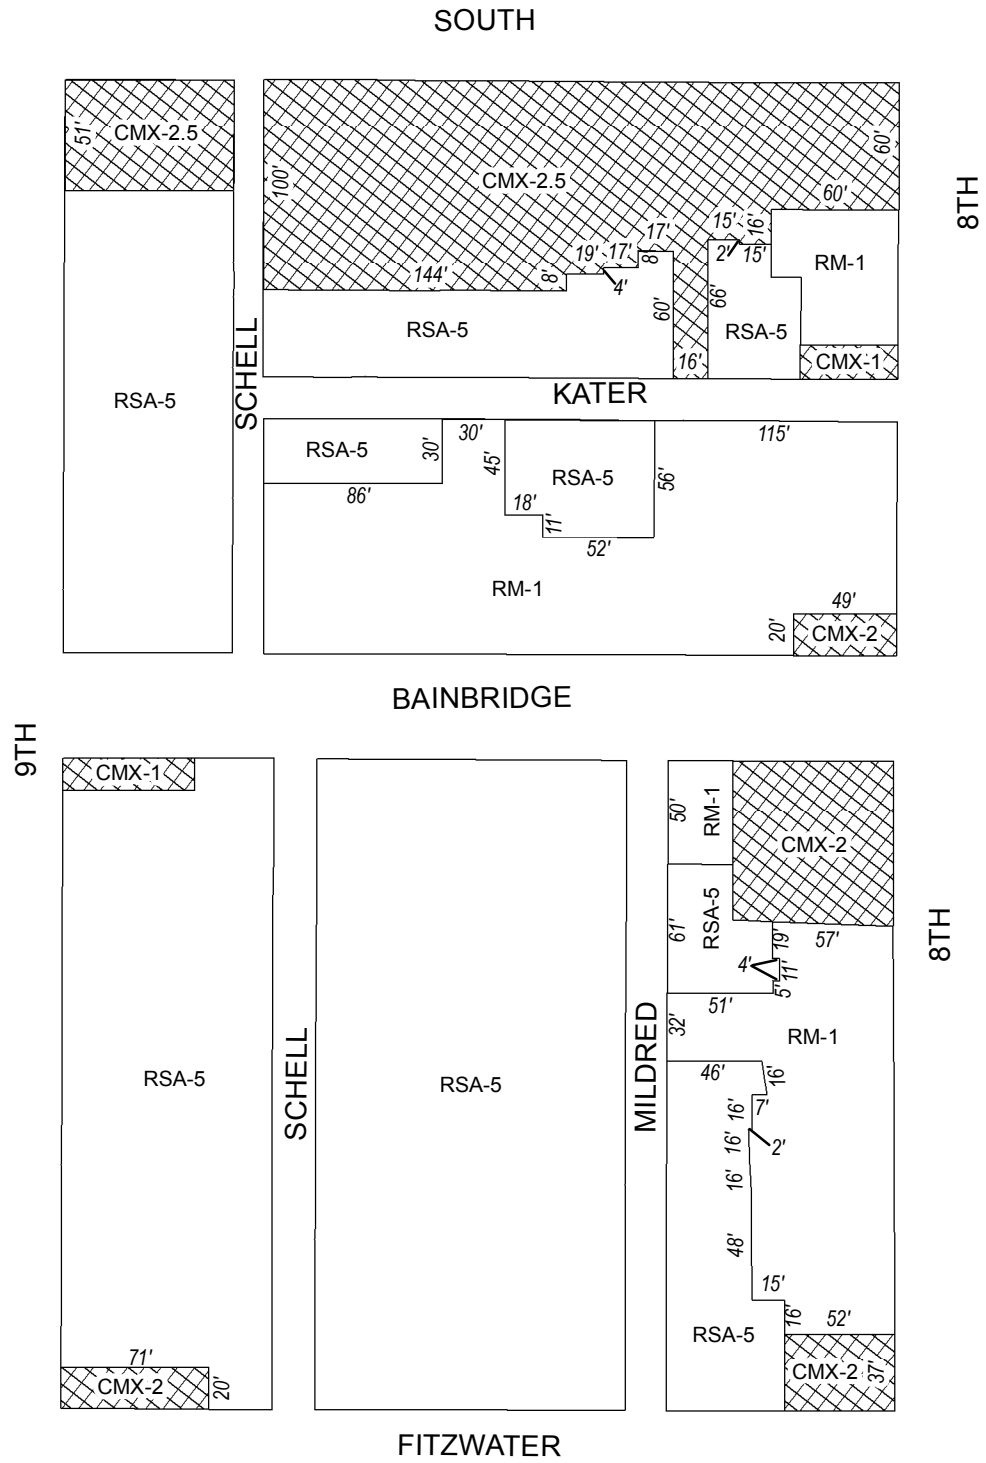 SOUTH
51'
CMX-2.5
100'
CMX-2.5
60'
60'
8TH
15'
16'
17'
19'
17'
8'
2'
15'
RM-1
144'
8'
4'
60'
66'
RSA-5
RSA-5
16'
CMX-1
SCHELL
RSA-5
KATER
RSA-5
30'
30'
45'
RSA-5
56'
115'
86'
18'
11'
52'
RM-1
49'
20'
CMX-2
BAINBRIDGE
9TH
CMX-1
50'
RM-1
CMX-2
61'
RSA-5
19'
57'
8TH
4'
11'
5'
51'
32'
RM-1
SCHELL
MILDRED
RSA-5
RSA-5
46'
16'
16'
7'
16'
2'
16'
48'
15'
RSA-5
16'
52'
71'
CMX-2
20'
CMX-2
37'
FITZWATER